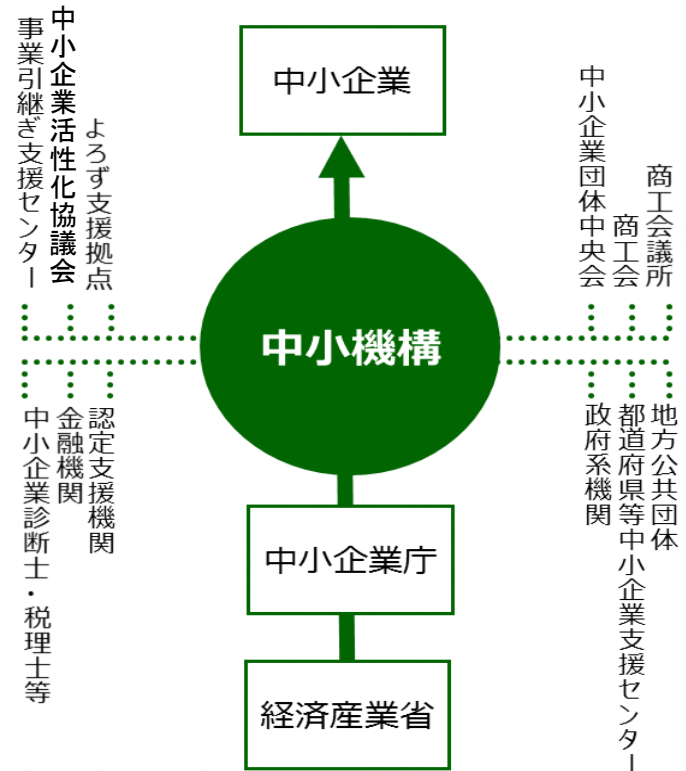 中小企業
事業引継ぎ支援センター
中小企業活性化協議会
よろず支援拠点
中小企業団体中央会
商工会
商工会議所
中小機構
中小企業診断士・税理士等
金融機関
認定支援機関
政府系機関
都道府県等中小企業支援センター
地方公共団体
中小企業庁
経済産業省